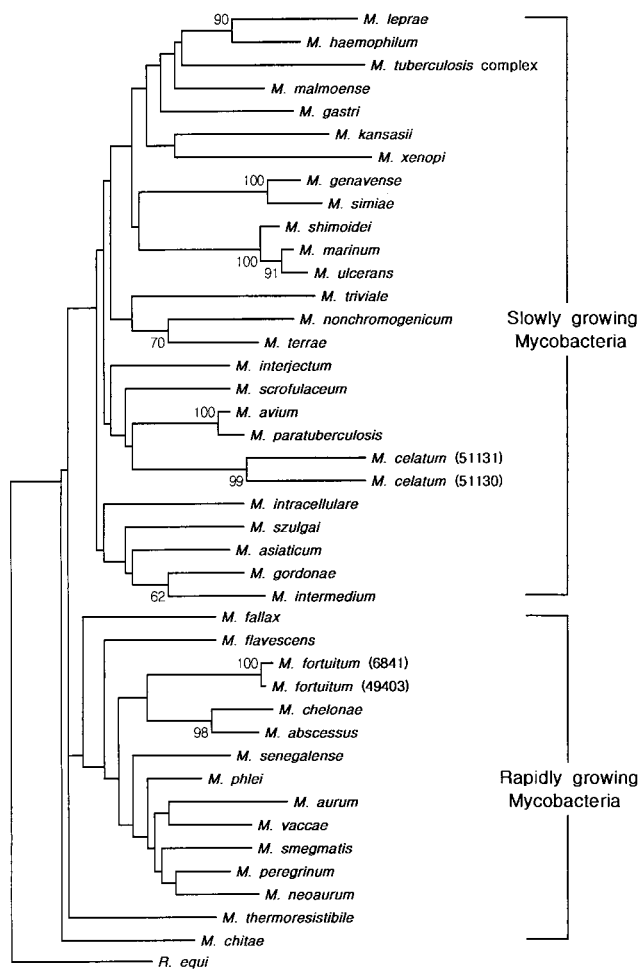 90
M. leprae
M. haemophilum
M. tuberculosis complex
M. malmoense
M. gastri
M. kansasii
M. xenopi
100
M. genavense
M. simiae
M. shimoidei
100
M. marinum
91
M. ulcerans
M. triviale
M. nonchromogenicum
70
M. terrae
Slowly growing
Mycobacteria
M. interjectum
M. scrofulaceum
100
M. avium
M. paratuberculosis
M. celatum (51131)
99
M. celatum (51130)
M. intracellulare
M. szulgai
M. asiaticum
M. gordonae
62
M. intermedium
M. fallax
M. flavescens
100
M. fortuitum (6841)
M. fortuitum (49403)
M. chelonae
98
M. abscessus
M. senegalense
M. phlei
Rapidly growing
Mycobacteria
M. aurum
M. vaccae
M. smegmatis
M. peregrinum
M. neoaurum
M. thermoresistibile
M. chitae
R. equi